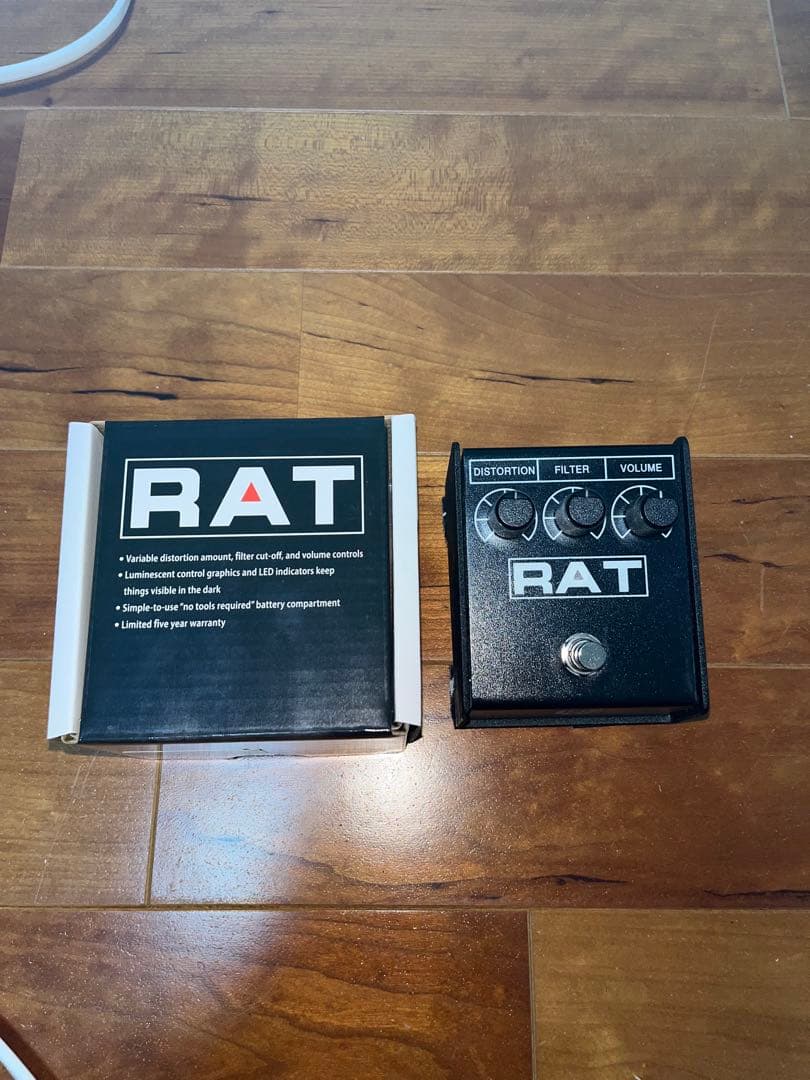 RAT
• Variable distortion amount, filter cut-off, and volume controls
• Luminescent control graphics and LED indicators keep
things visible in the dark
• Simple-to-use “no tools required” battery compartment
• Limited five year warranty
DISTORTION FILTER VOLUME
RAT